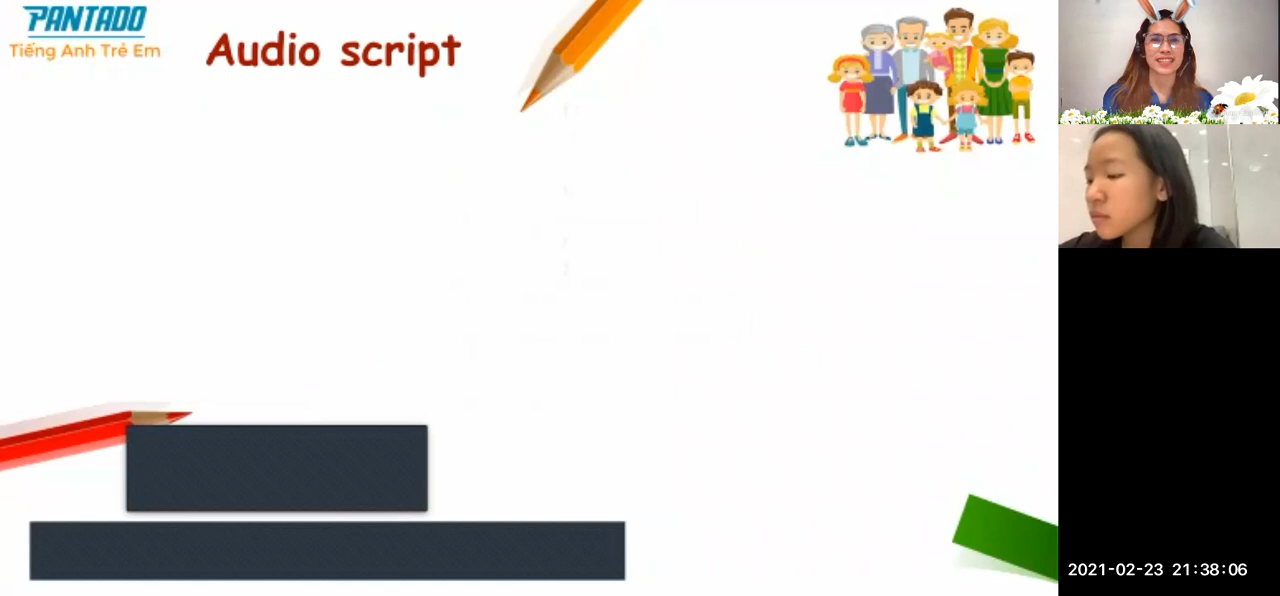 PANTADO
Tiếng Anh Trẻ Em
Audio script
2021-02-23 21:38:06